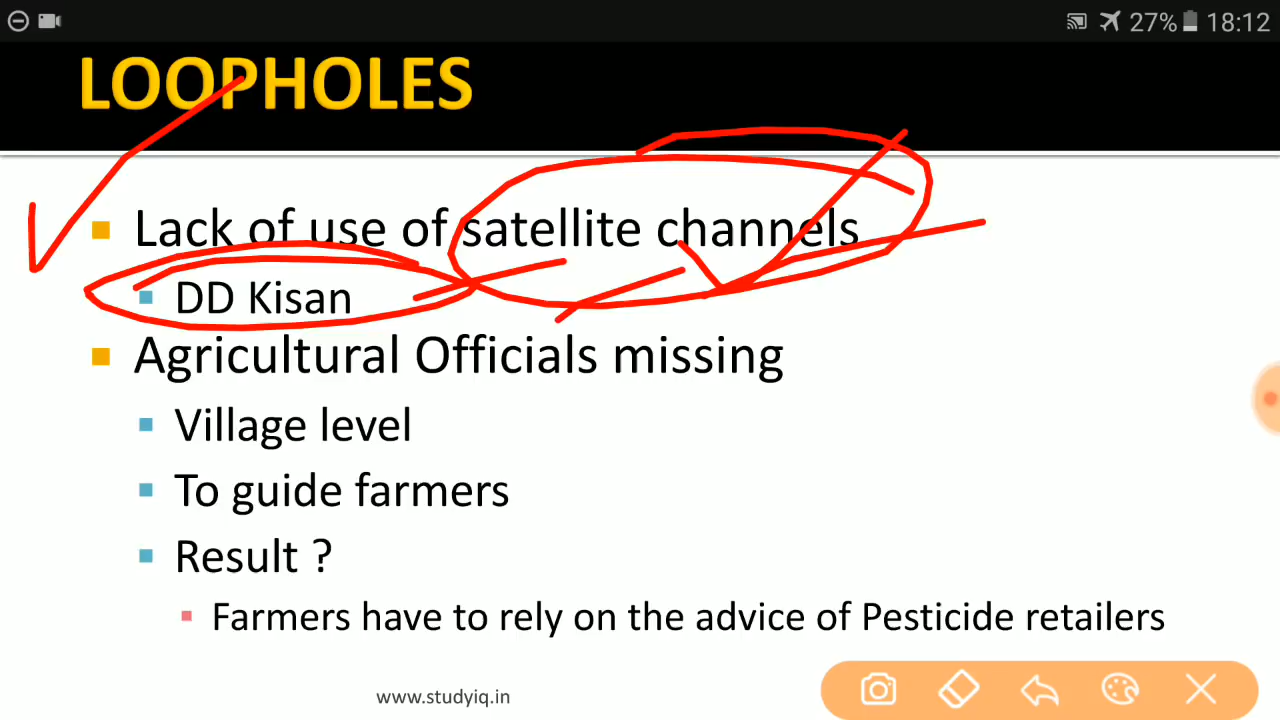 27% 18:12
LOOPHOLES
Lack of use of satellite channels
DD Kisan
Agricultural Officials missing
Village level
To guide farmers
Result ?
Farmers have to rely on the advice of Pesticide retailers
www.studyiq.in